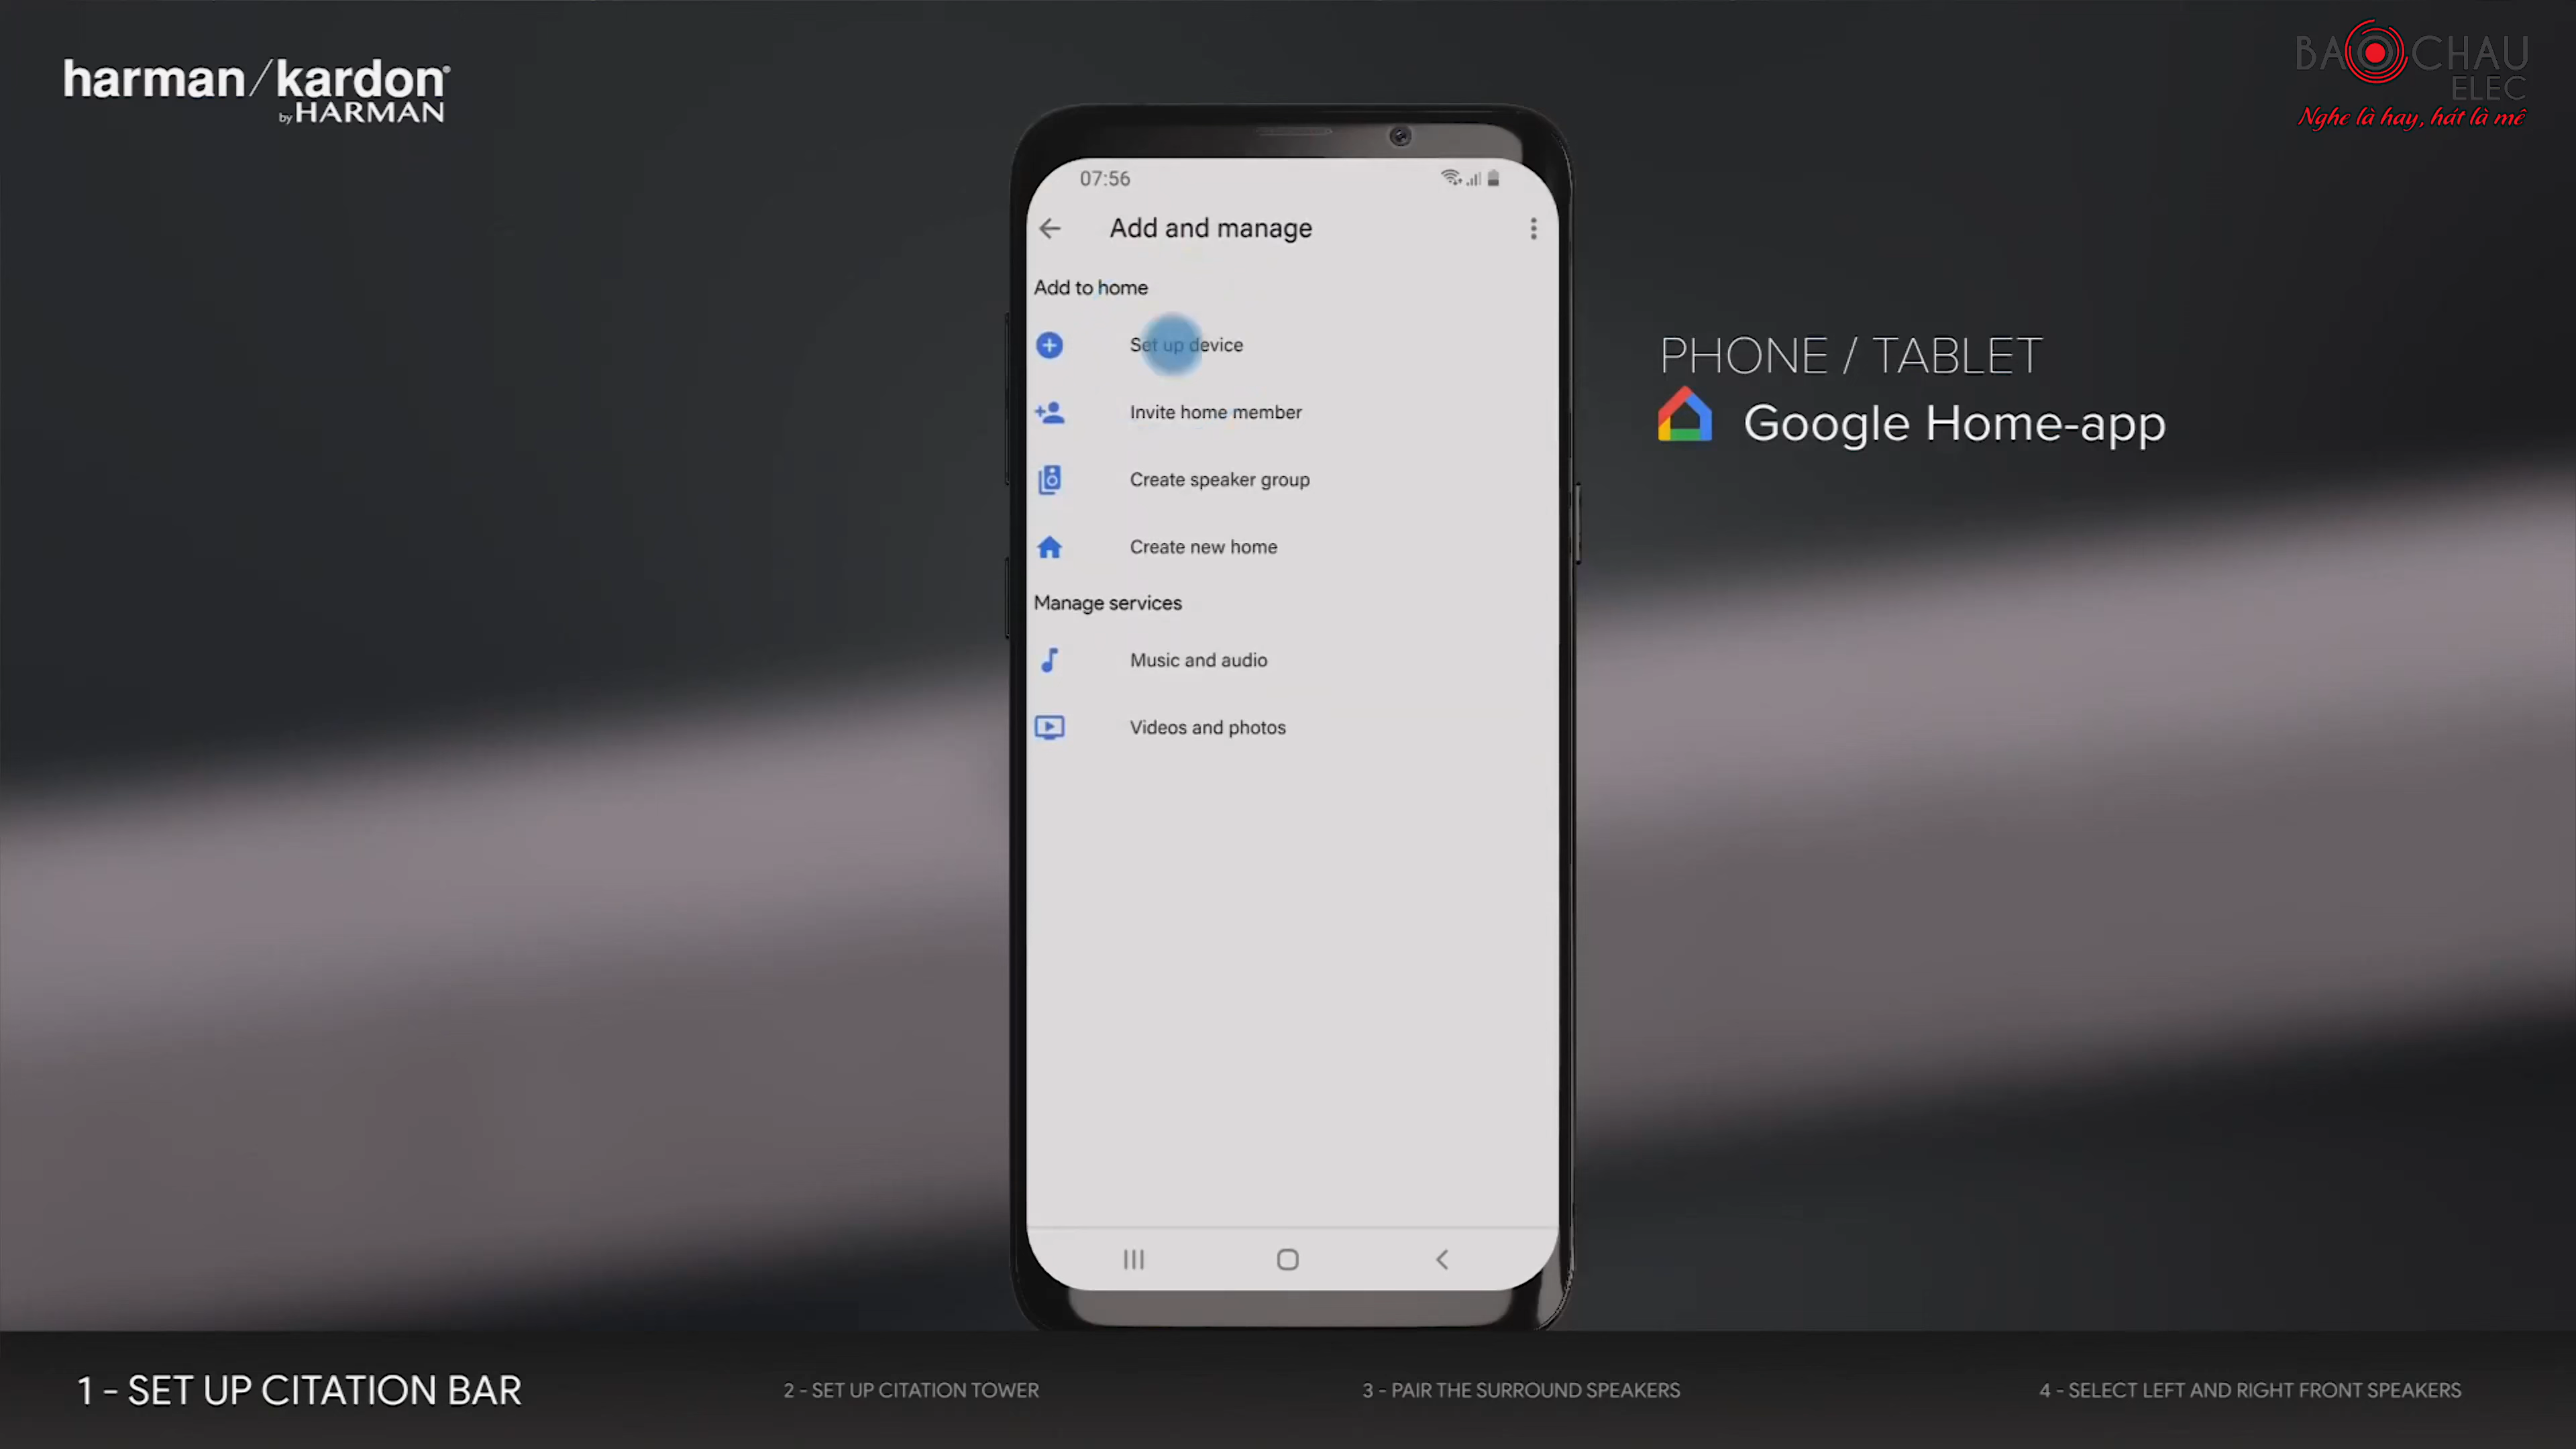 harman/kardon®
by HARMAN
BAO CHAU
ELEC
Nghe là hay, hát là mê
07:56
Add and manage
Add to home
Set up device
Invite home member
Create speaker group
Create new home
Manage services
Music and audio
Videos and photos
PHONE / TABLET
Google Home-app
1 - SET UP CITATION BAR
2 - SET UP CITATION TOWER
3 - PAIR THE SURROUND SPEAKERS
4 - SELECT LEFT AND RIGHT FRONT SPEAKERS